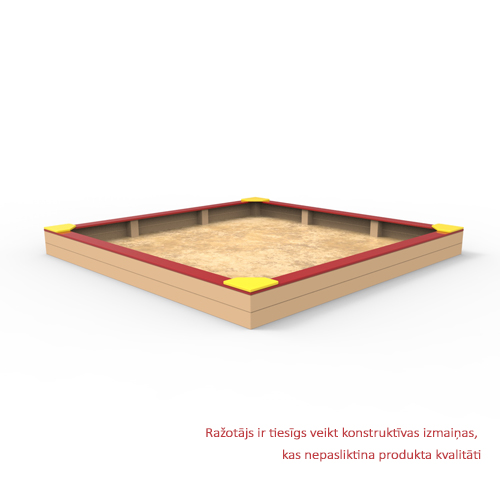 Ražotājs ir tiesīgs veikt konstruktīvas izmaiņas,
kas nepasliktina produkta kvalitāti